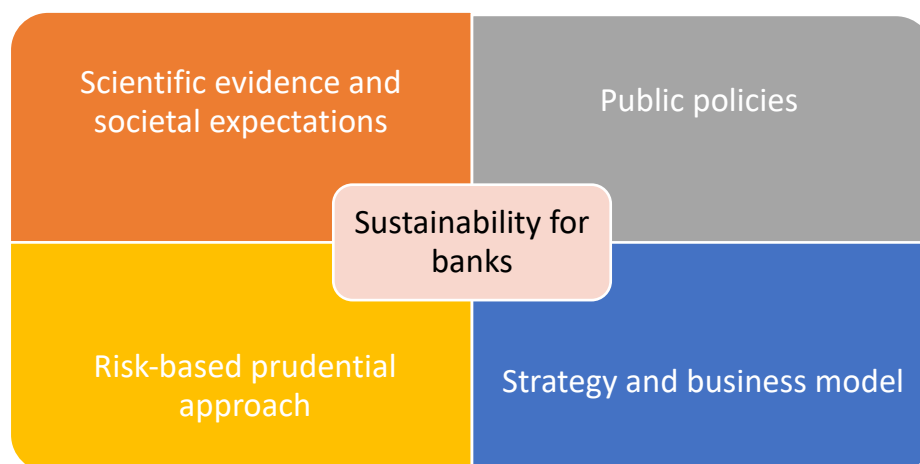 Scientific evidence and
societal expectations
Public policies
Sustainability for
banks
Risk-based prudential
approach
Strategy and business model